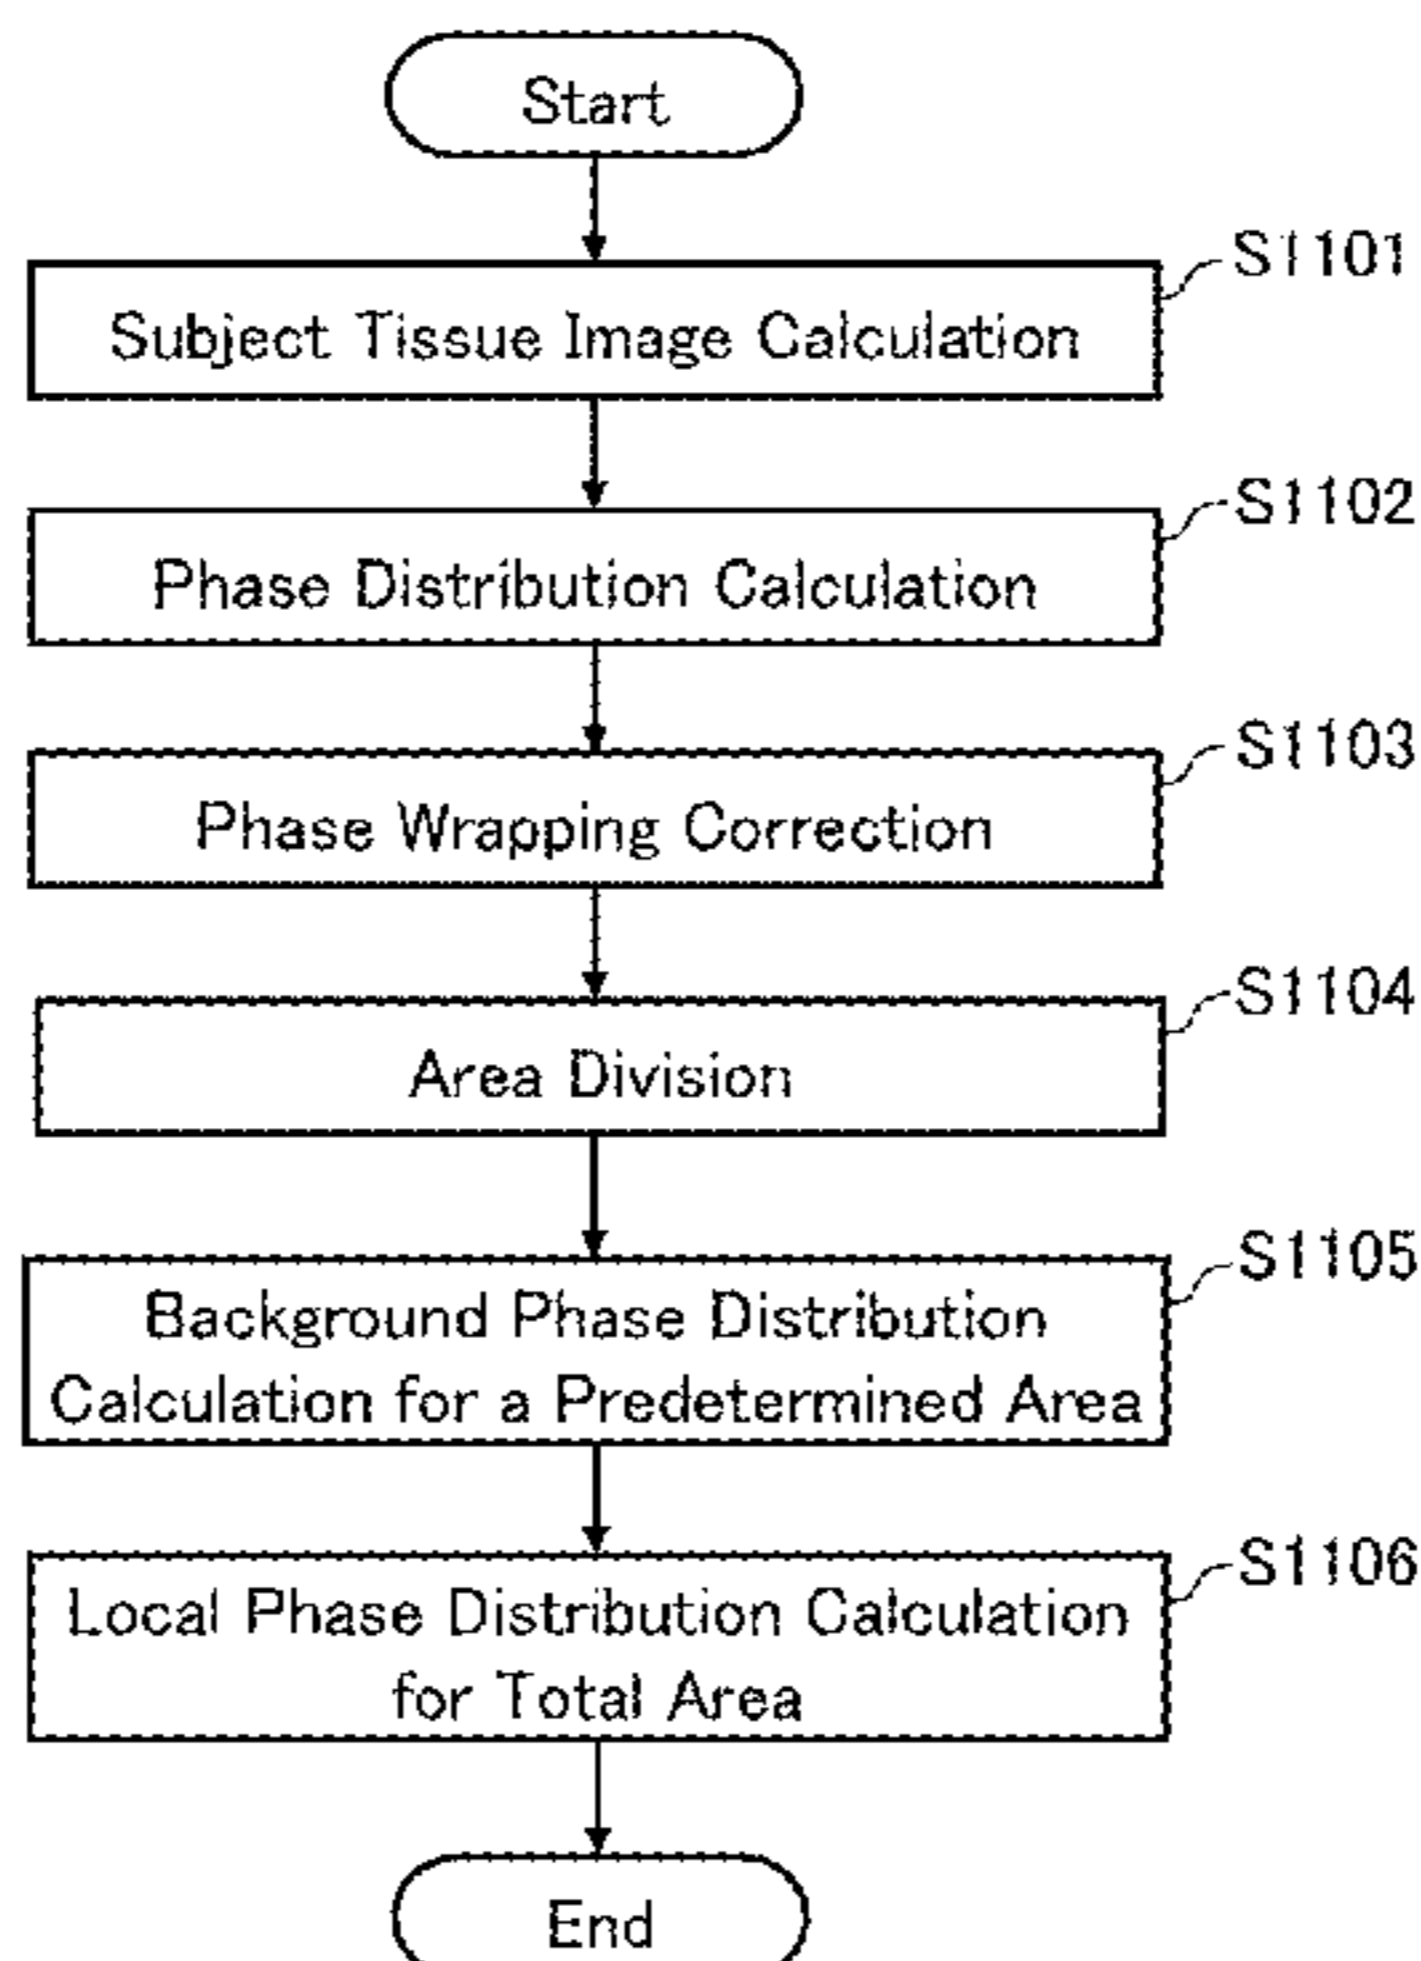 Start
S1101
Subject Tissue Image Calculation
S1102
Phase Distribution Calculation
S1103
Phase Wrapping Correction
S1104
Area Division
S1105
Background Phase Distribution
Calculation for a Predetermined Area
S1106
Local Phase Distribution Calculation
for Total Area
End